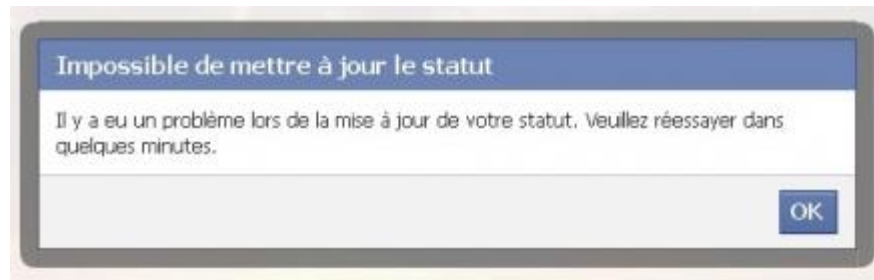 Impossible de mettre à jour le statut
Il y a eu un problème lors de la mise à jour de votre statut. Veuillez réessayer dans
quelques minutes.
OK